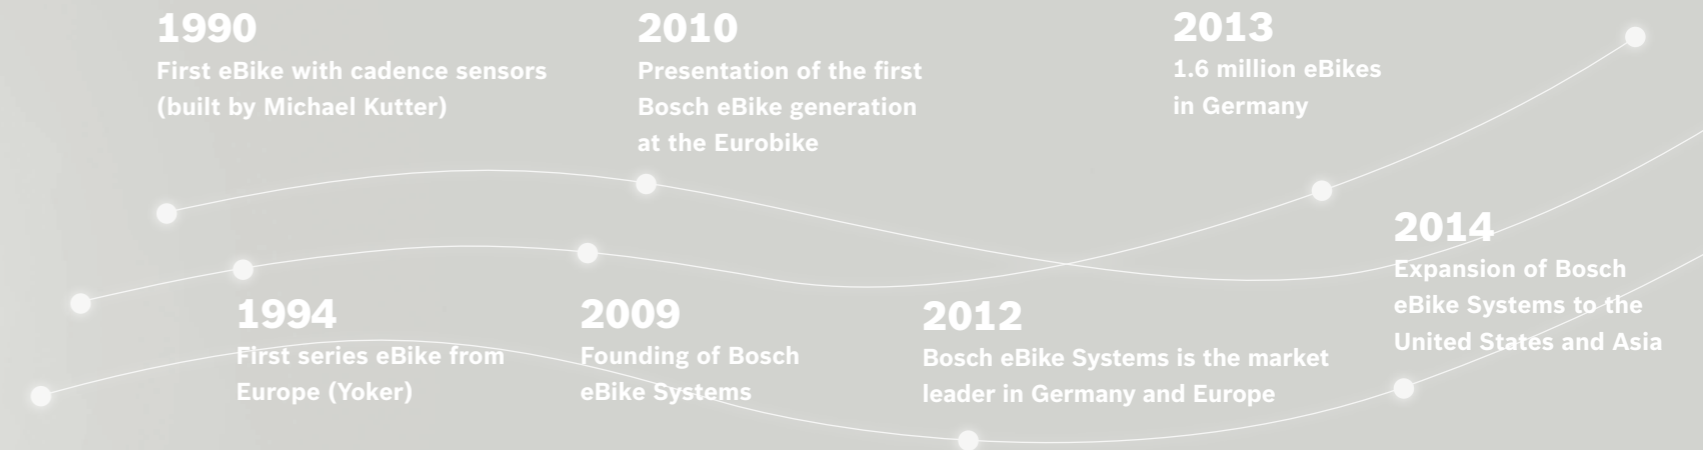 1990
First eBike with cadence sensors
(built by Michael Kutter)
2010
Presentation of the first
Bosch eBike generation
at the Eurobike
2013
1.6 million eBikes
in Germany
1994
First series eBike from
Europe (Yoker)
2009
Founding of Bosch
eBike Systems
2012
Bosch eBike Systems is the market
leader in Germany and Europe
2014
Expansion of Bosch
eBike Systems to the
United States and Asia